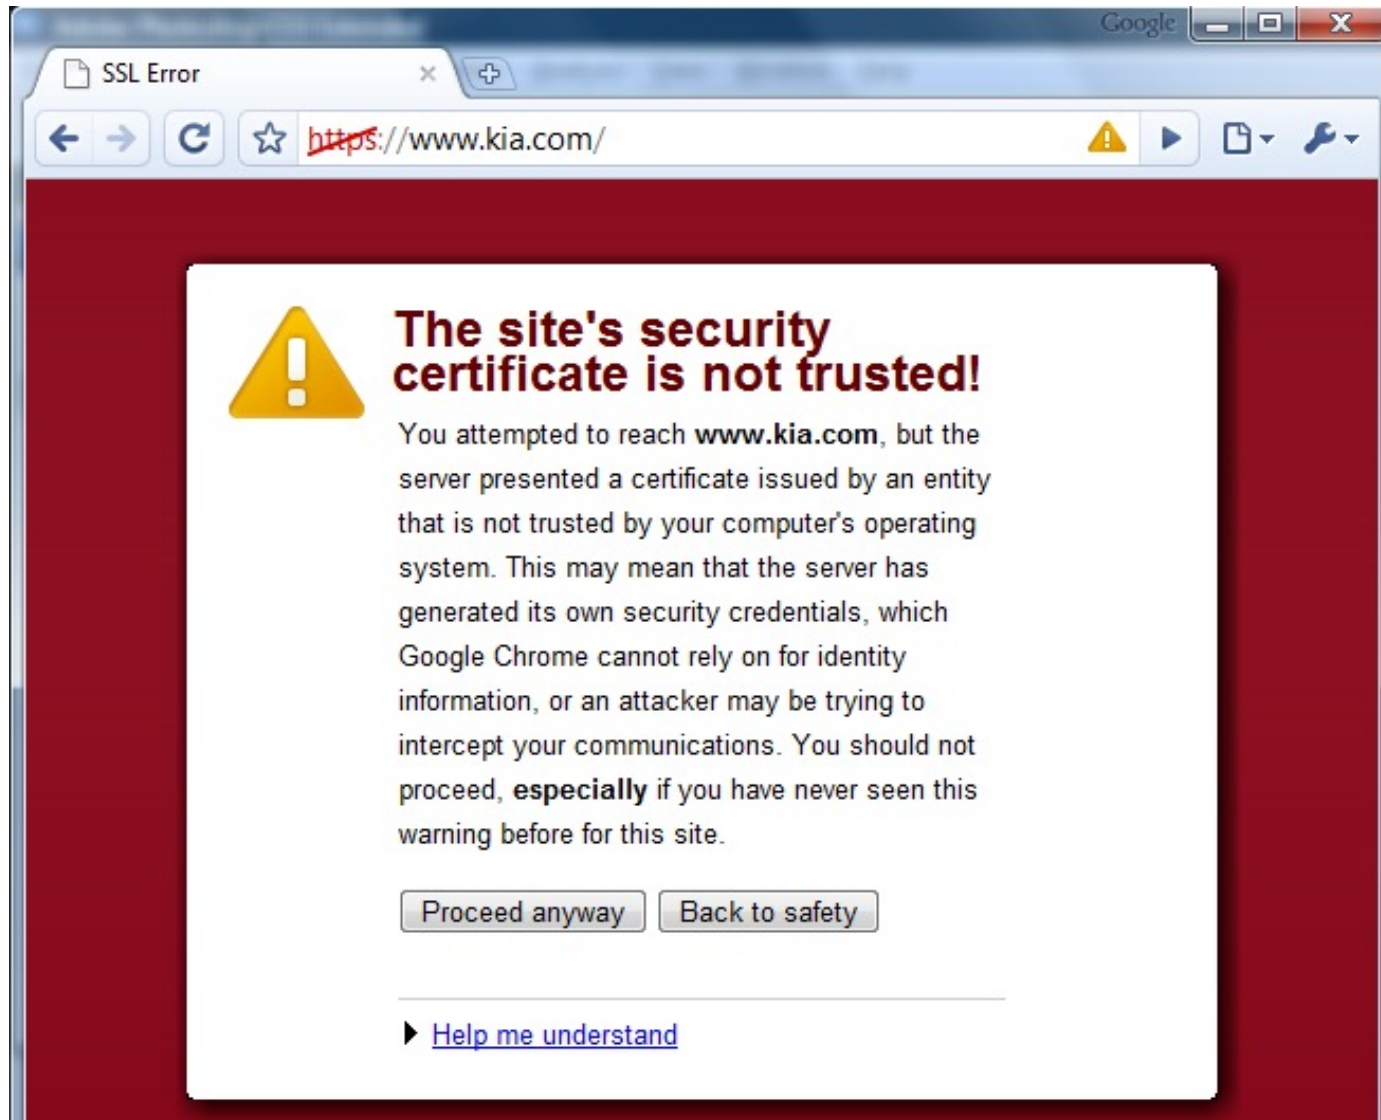 Google
SSL Error
https://www.kia.com/
The site's security
certificate is not trusted!
You attempted to reach www.kia.com, but the
server presented a certificate issued by an entity
that is not trusted by your computer's operating
system. This may mean that the server has
generated its own security credentials, which
Google Chrome cannot rely on for identity
information, or an attacker may be trying to
intercept your communications. You should not
proceed, especially if you have never seen this
warning before for this site.
Proceed anyway Back to safety
Help me understand